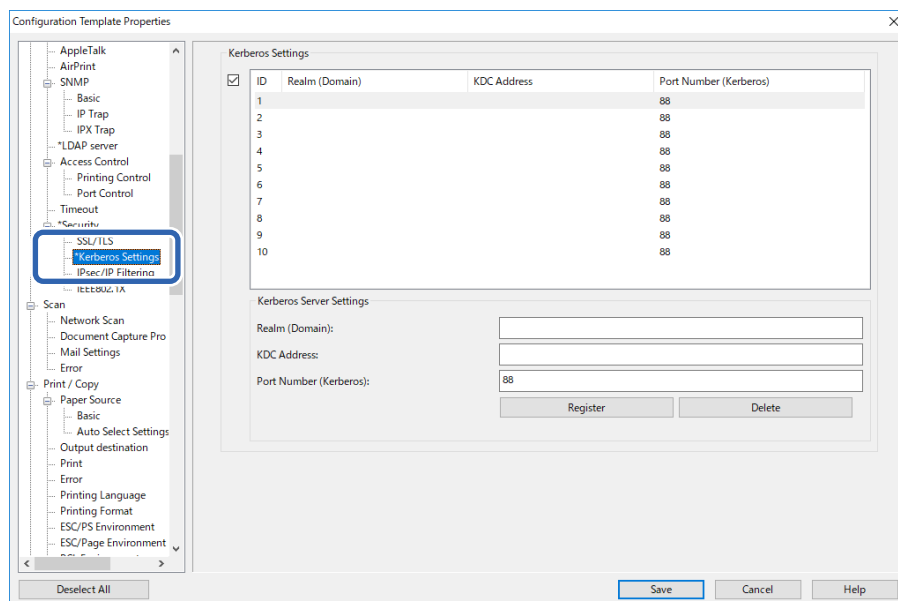 Configuration Template Properties
AppleTalk
AirPrint
SNMP
Basic
IP Trap
IPX Trap
*LDAP server
Access Control
Printing Control
Port Control
Timeout
*Security
SSL/TLS
*Kerberos Settings
IPsec/IP Filtering
IEEE802.1X
Scan
Network Scan
Document Capture Pro
Mail Settings
Error
Print / Copy
Paper Source
Basic
Auto Select Settings
Output destination
Print
Error
Printing Language
Printing Format
ESC/PS Environment
ESC/Page Environment
Kerberos Settings
ID Realm (Domain) KDC Address Port Number (Kerberos)
1 88
2 88
3 88
4 88
5 88
6 88
7 88
8 88
9 88
10 88
Kerberos Server Settings
Realm (Domain):
KDC Address:
Port Number (Kerberos): 88
Register Delete
Deselect All Save Cancel Help